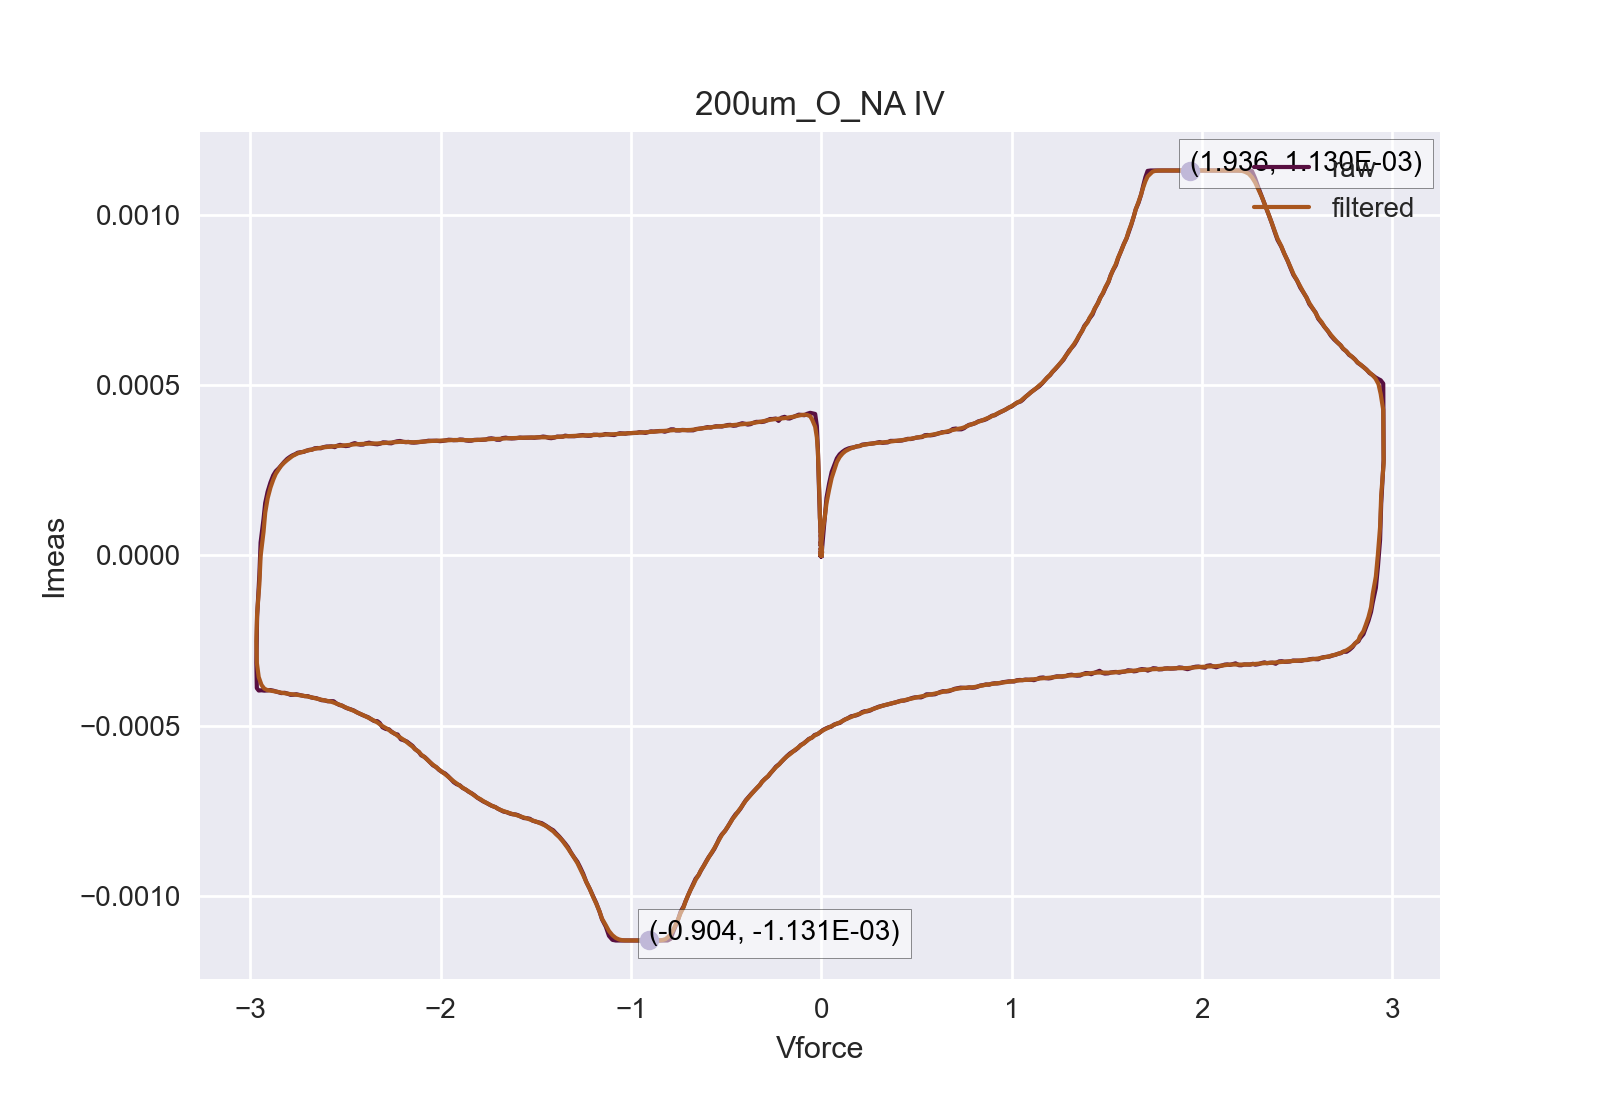 200um_O_NA IV
(1.936, 1.130E-03)
raw
filtered
0.0010
0.0005
0.0000
−0.0005
−0.0010
Imeas
(-0.904, -1.131E-03)
−3
−2
−1
0
1
2
3
Vforce